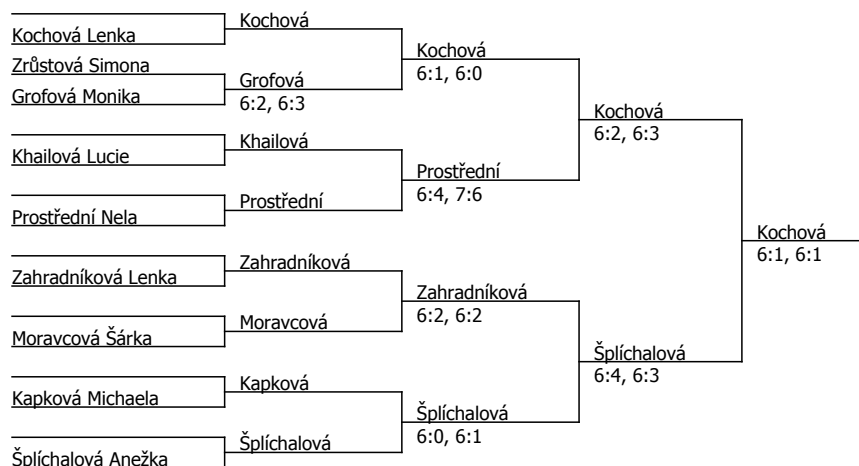 Kochová Lenka
Zrůstová Simona
Grofová Monika
Khailová Lucie
Prostřední Nela
Zahradníková Lenka
Moravcová Šárka
Kapková Michaela
Šplíchalová Anežka
Kochová
Grofová
6:2, 6:3
Khailová
Prostřední
Zahradníková
Moravcová
Kapková
Šplíchalová
Kochová
6:1, 6:0
Prostřední
6:4, 7:6
Zahradníková
6:2, 6:2
Šplíchalová
6:0, 6:1
Kochová
6:2, 6:3
Šplíchalová
6:4, 6:3
Kochová
6:1, 6:1